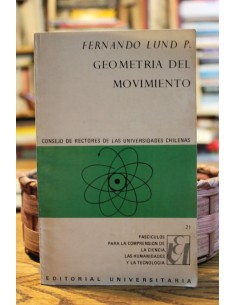 FERNANDO LUND P.
GEOMETRIA DEL
MOVIMIENTO
CONSEJO DE RECTORES DE LAS UNIVERSIDADES CHILENAS
21
FASCICULOS
PARA LA COMPRENSION DE
LA CIENCIA,
LAS HUMANIDADES
Y LA TECNOLOGIA
EDITORIAL UNIVERSITARIA